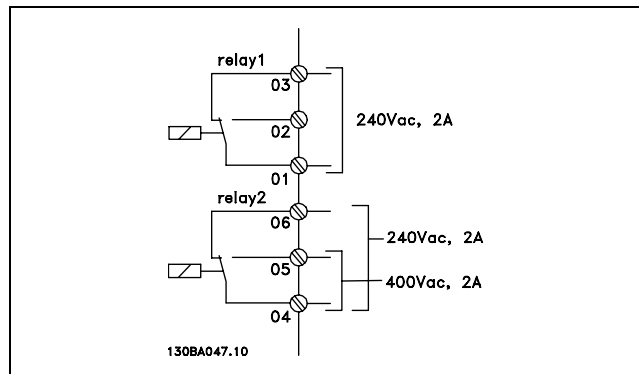 relay1
03
240Vac, 2A
02
01
relay2
06
240Vac, 2A
05
400Vac, 2A
04
130BA047.10